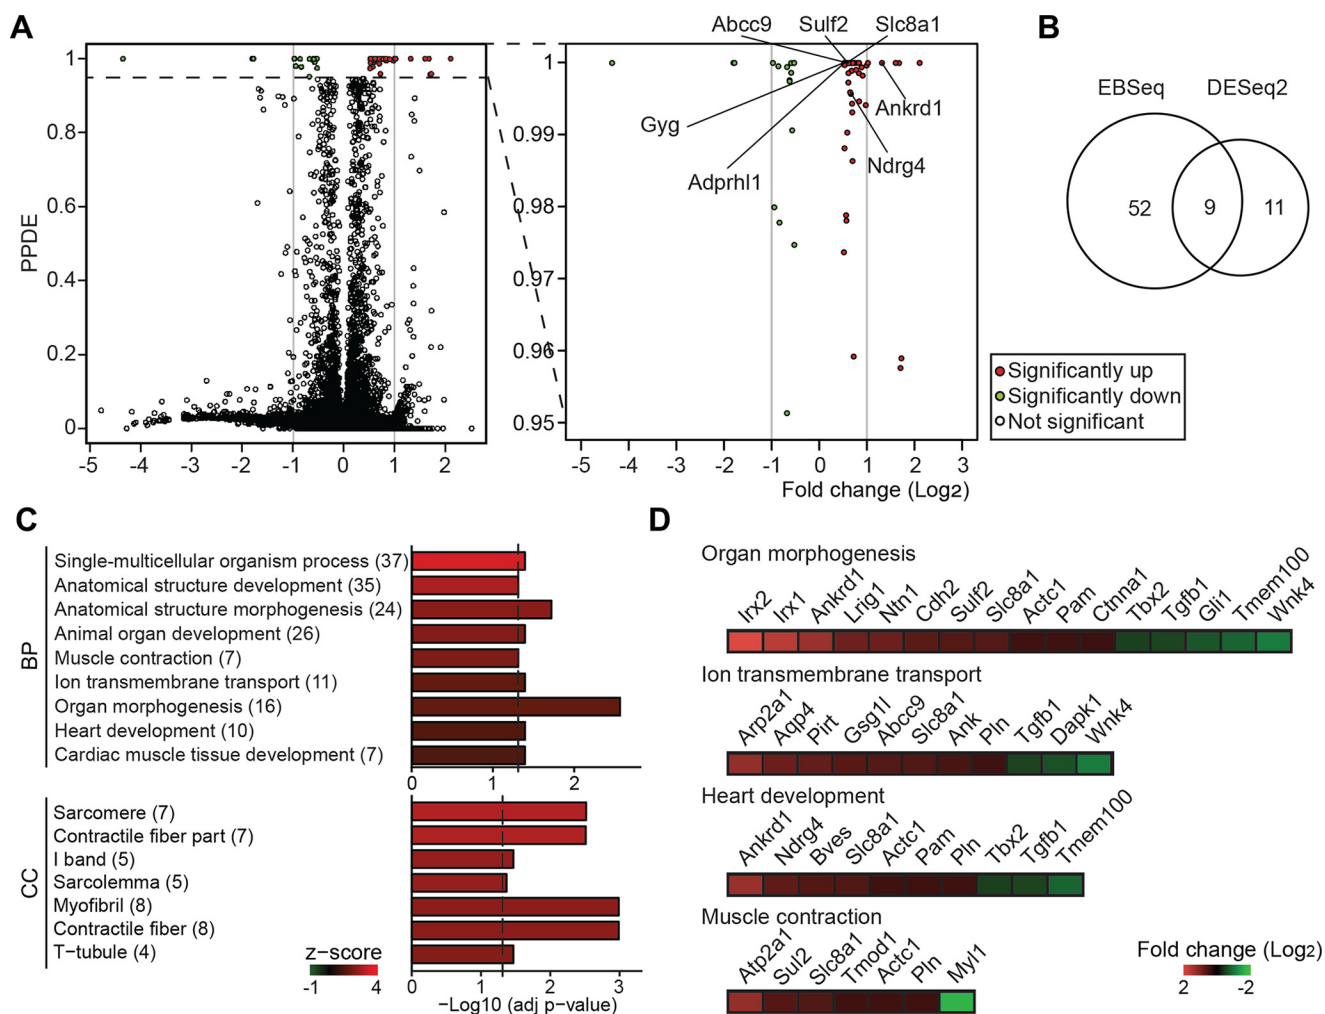 A
PPDE
1
0.8
0.6
0.4
0.2
0
-5 -4 -3 -2 -1 0 1 2
Abcc9 Sulf2 Slc8a1
Gyg
Adprhl1
Ankrd1
Ndrg4
1
0.99
0.98
0.97
0.96
0.95
-5 -4 -3 -2 -1 0 1 2 3
Fold change (Log2)
B
EBSeq DESeq2
52 9 11
Significantly up
Significantly down
Not significant
C
BP
Single-multicellular organism process (37)
Anatomical structure development (35)
Anatomical structure morphogenesis (24)
Animal organ development (26)
Muscle contraction (7)
Ion transmembrane transport (11)
Organ morphogenesis (16)
Heart development (10)
Cardiac muscle tissue development (7)
0 1 2
CC
Sarcomere (7)
Contractile fiber part (7)
I band (5)
Sarcolemma (5)
Myofibril (8)
Contractile fiber (8)
T−tubule (4)
0 1 2 3
−Log10 (adj p−value)
z−score
-1 4
D
Organ morphogenesis
Irx2 Irx1 Ankrd1 Lrig1 Ntn1 Cdh2 Sulf2 Slc8a1 Actc1 Pam Ctnna1 Tbx2 Tgfb1 Gli1 Tmem100 Wnk4
Ion transmembrane transport
Arp2a1 Aqp4 Pirt Gsg1l Abcc9 Slc8a1 Ank Pln Tgfb1 Dapk1 Wnk4
Heart development
Ankrd1 Ndrg4 Bves Slc8a1 Actc1 Pam Pln Tbx2 Tgfb1 Tmem100
Muscle contraction
Atp2a1 Sul2 Slc8a1 Tmod1 Actc1 Pln Myl1
Fold change (Log2)
2 -2